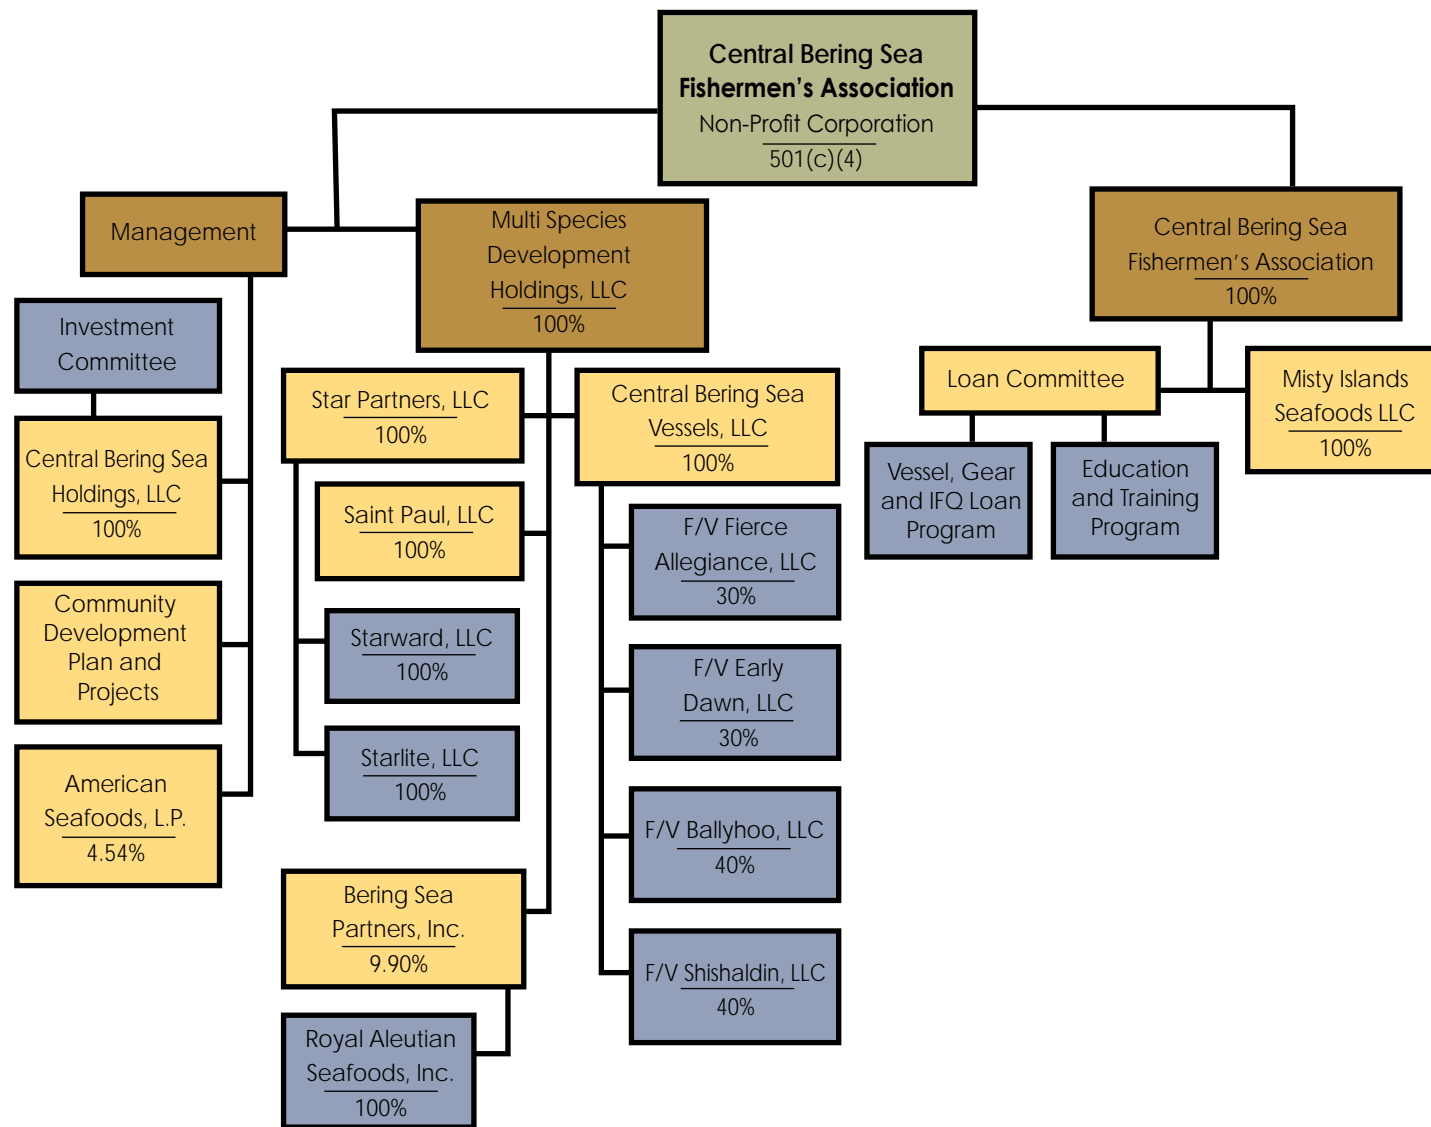 Central Bering Sea
Fishermen's Association
Non-Profit Corporation
501(c)(4)
Management
Multi Species
Development
Holdings, LLC
100%
Central Bering Sea
Fishermen's Association
100%
Investment
Committee
Central Bering Sea
Holdings, LLC
100%
Community
Development
Plan and
Projects
American
Seafoods, L.P.
4.54%
Star Partners, LLC
100%
Saint Paul, LLC
100%
Starward, LLC
100%
Starlite, LLC
100%
Bering Sea
Partners, Inc.
9.90%
Royal Aleutian
Seafoods, Inc.
100%
Central Bering Sea
Vessels, LLC
100%
F/V Fierce
Allegiance, LLC
30%
F/V Early
Dawn, LLC
30%
F/V Ballyhoo, LLC
40%
F/V Shishaldin, LLC
40%
Loan Committee
Vessel, Gear
and IFQ Loan
Program
Education
and Training
Program
Misty Islands
Seafoods LLC
100%